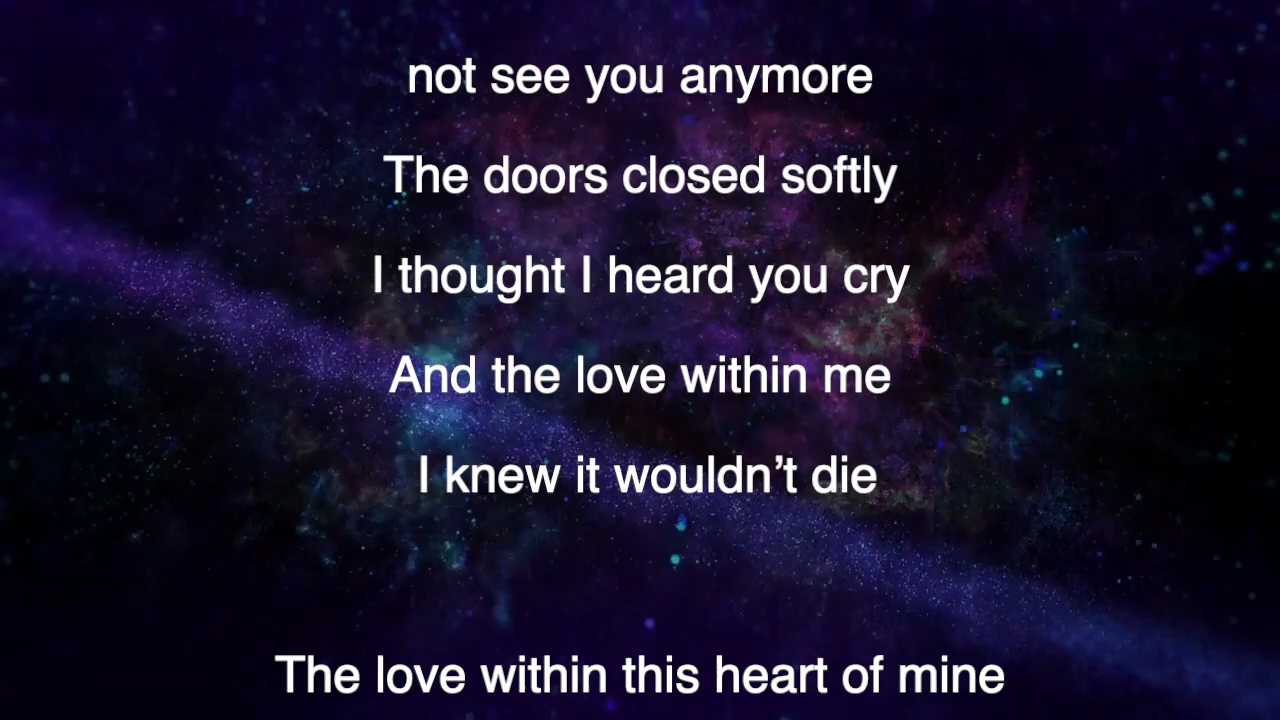 not see you anymore
The doors closed softly
I thought I heard you cry
And the love within me
I knew it wouldn’t die
The love within this heart of mine